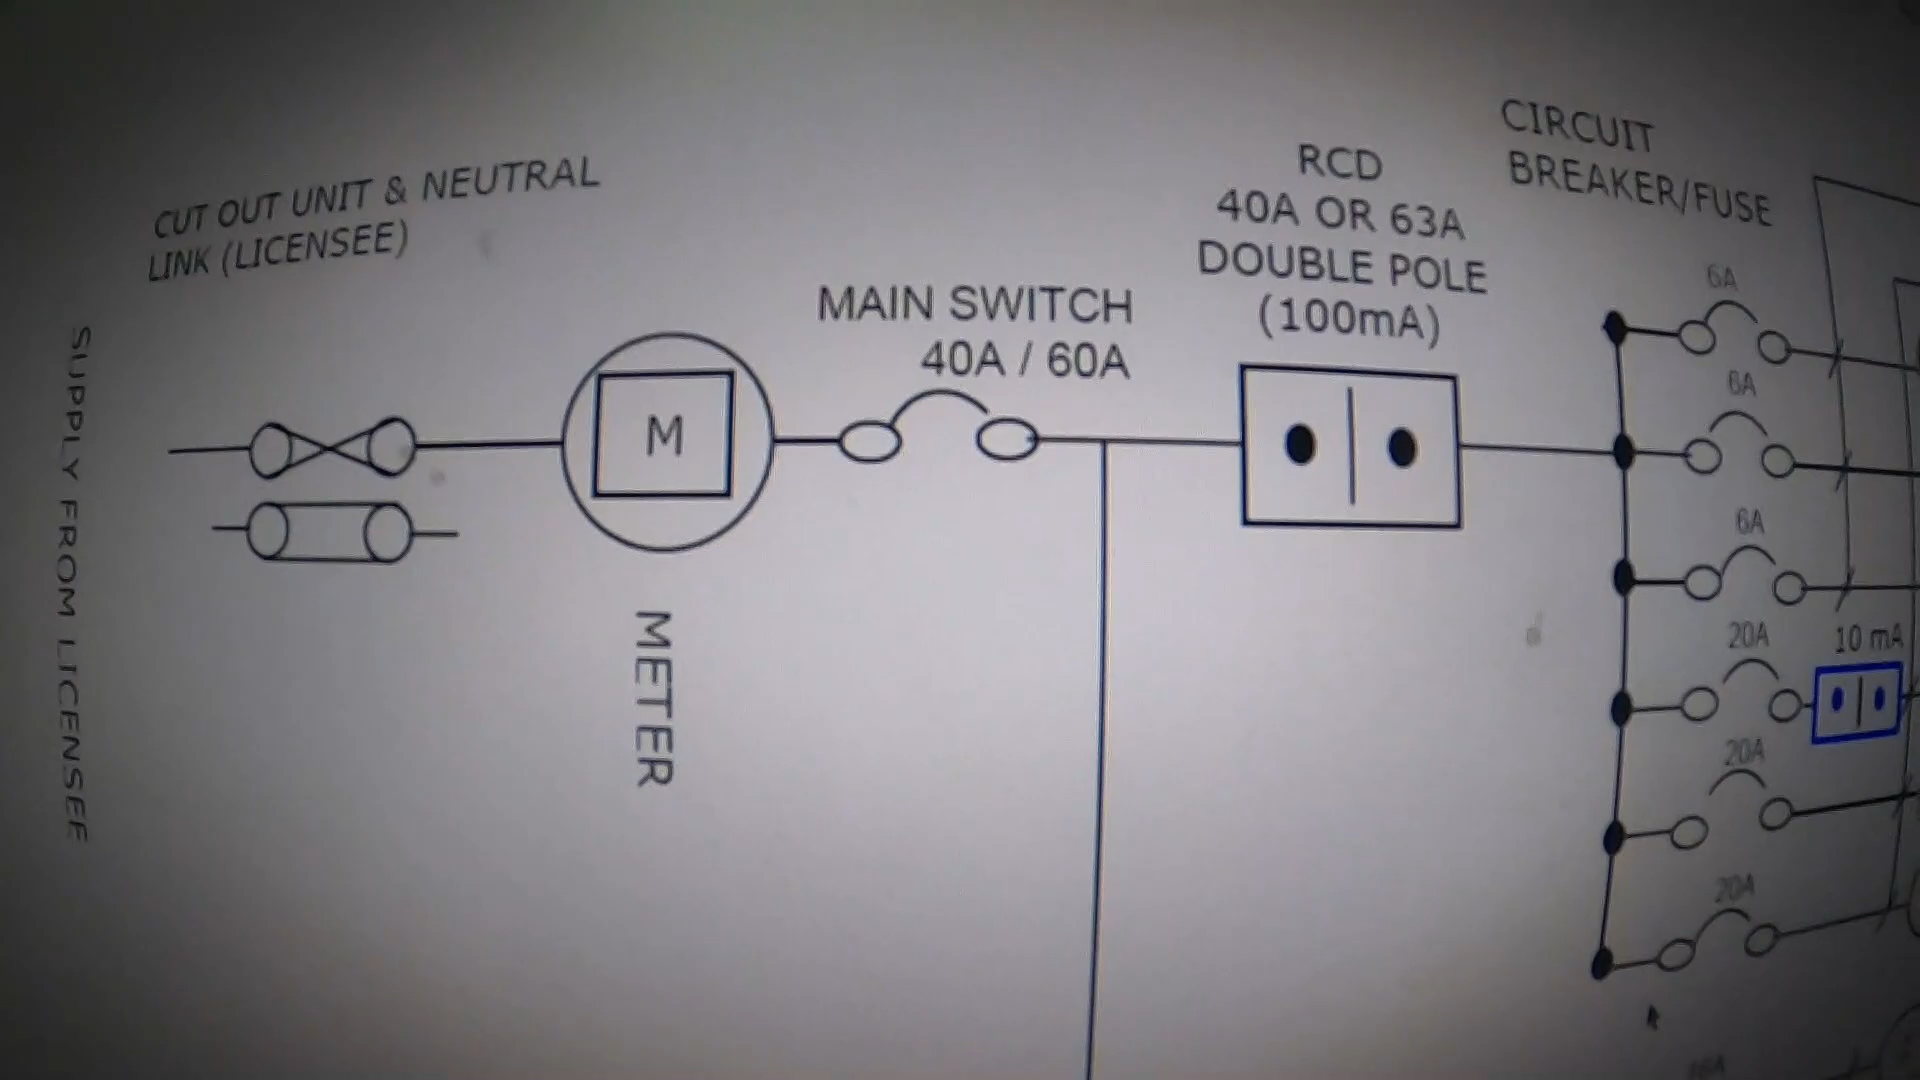 CUT OUT UNIT & NEUTRAL
LINK (LICENSEE)
SUPPLY FROM LICENSEE
M
METER
MAIN SWITCH
40A / 60A
RCD
40A OR 63A
DOUBLE POLE
(100mA)
CIRCUIT
BREAKER/FUSE
6A
6A
6A
20A
10 mA
20A
20A